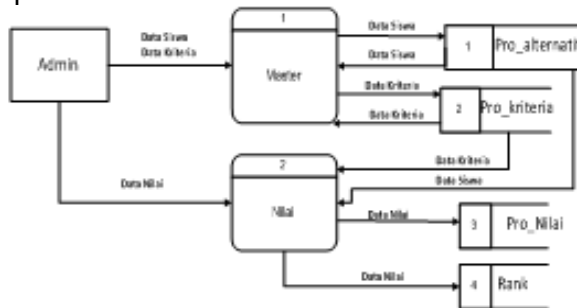 1
Data Siswa
Data Siswa
Data Kriteria
Admin
Master
Data Siswa
1
Pro_alternatif
Data Kriteria
Data Kriteria
2
Pro_kriteria
2
Data Kriteria
Data Siswa
Data Nilai
Nilai
Data Nilai
3
Pro_Nilai
Data Nilai
4
Rank